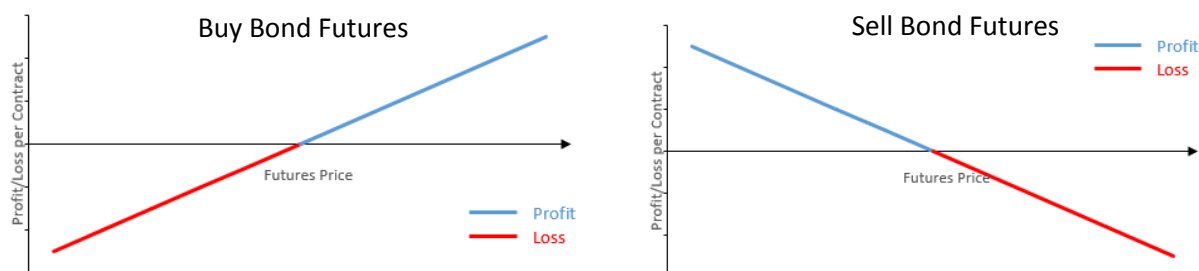 Buy Bond Futures
Profit/Loss per Contract
Futures Price
Profit
Loss
Sell Bond Futures
Profit
Loss
Profit/Loss per Contract
Futures Price